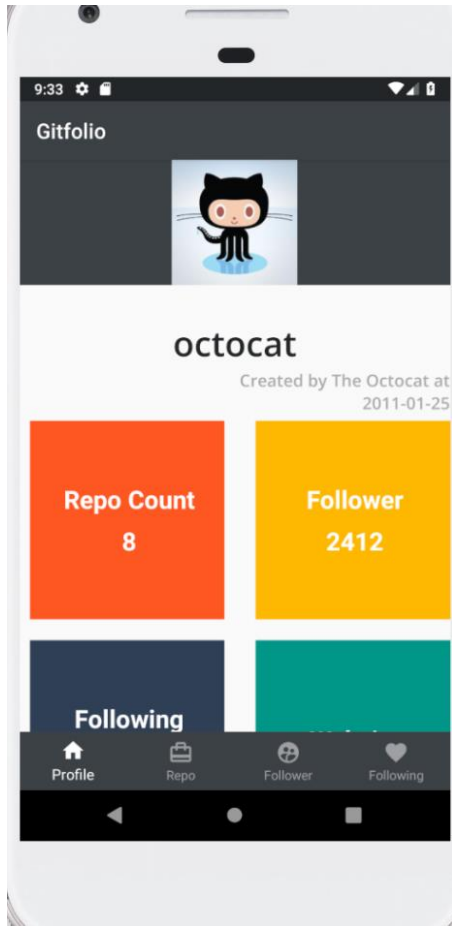 9:33
Gitfolio
octocat
Created by The Octocat at
2011-01-25
Repo Count
8
Follower
2412
Following
Profile
Repo
Follower
Following